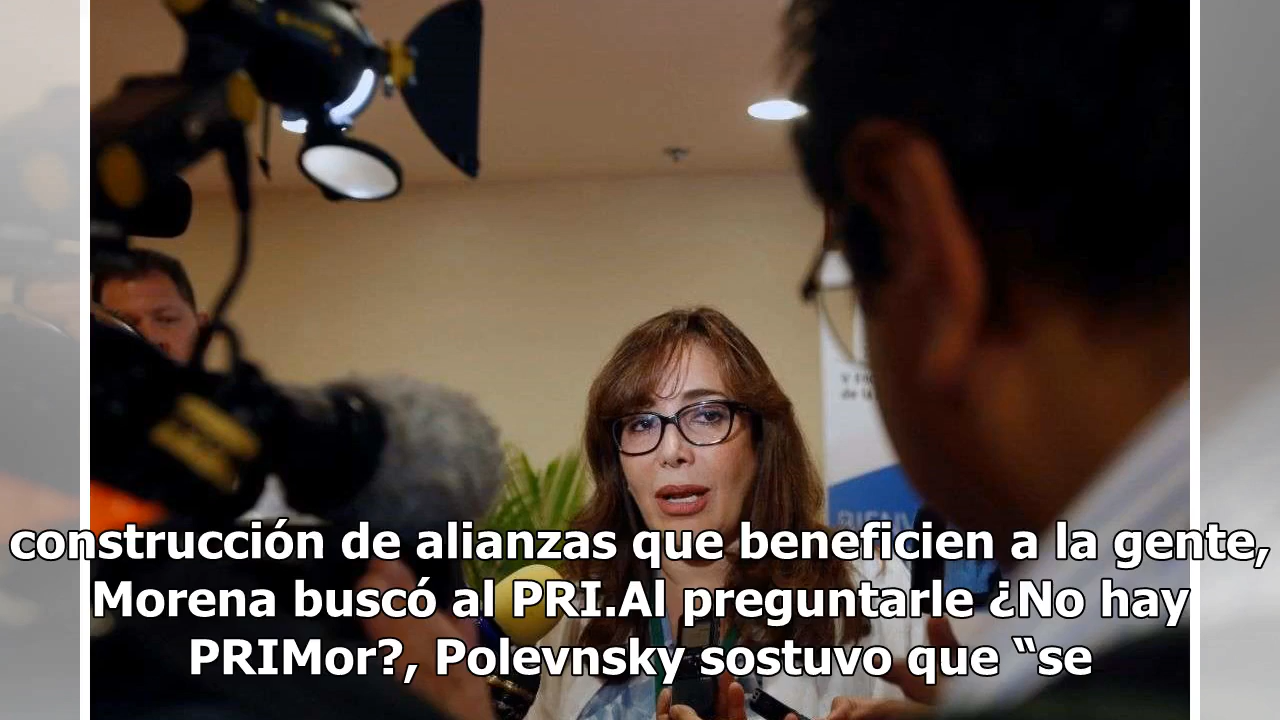 construcción de alianzas que beneficien a la gente,
Morena buscó al PRI.Al preguntarle ¿No hay
PRIMor?, Polevnsky sostuvo que “se